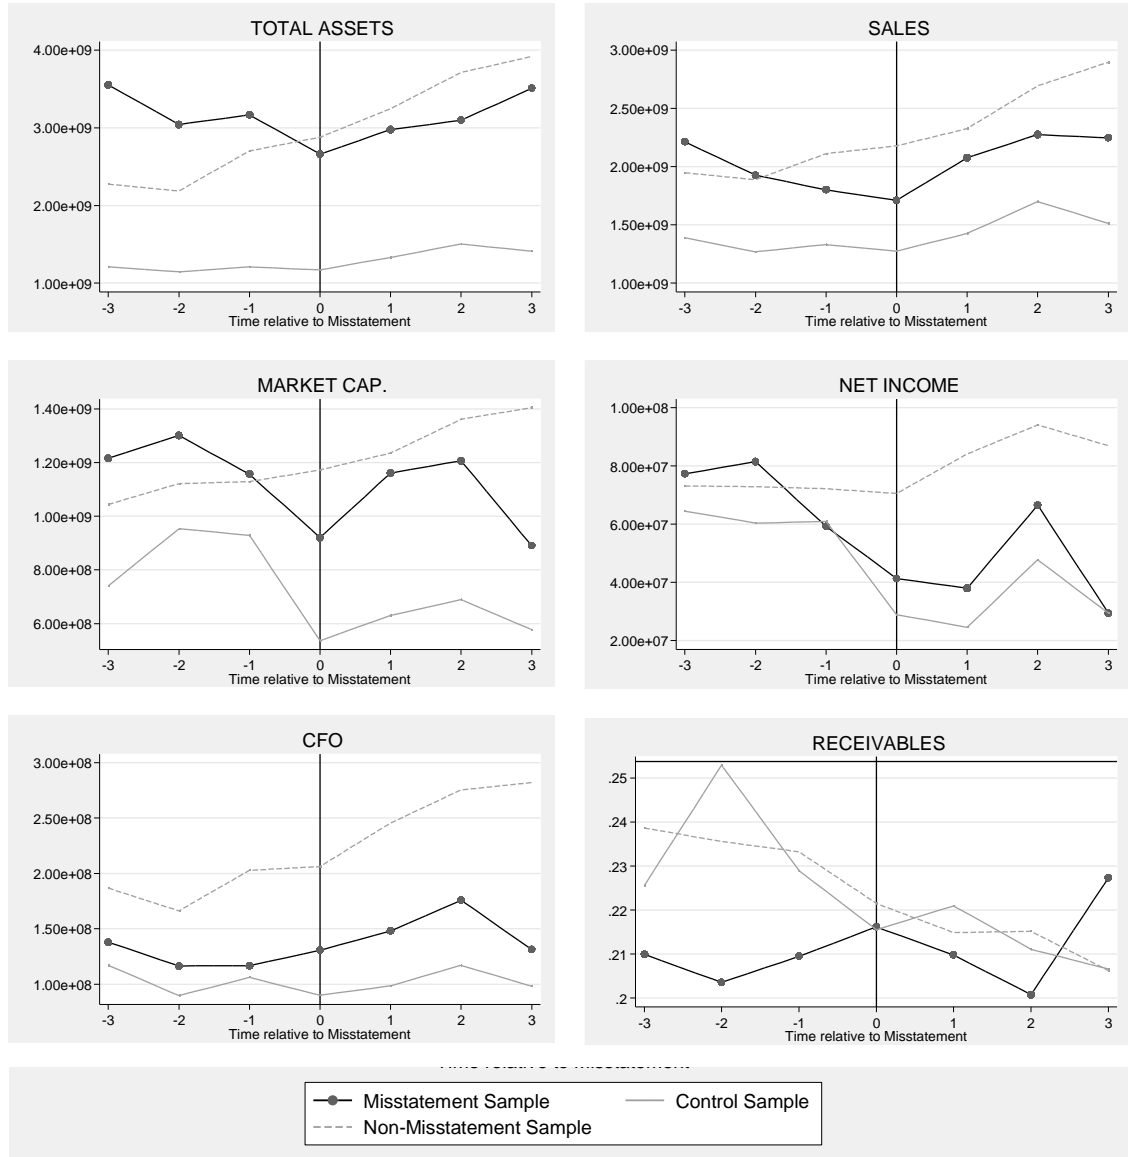 TOTAL ASSETS
4.00e+09
3.00e+09
2.00e+09
1.00e+09
-3 -2 -1 0 1 2 3
Time relative to Misstatement
SALES
3.00e+09
2.50e+09
2.00e+09
1.50e+09
1.00e+09
-3 -2 -1 0 1 2 3
Time relative to Misstatement
MARKET CAP.
1.40e+09
1.20e+09
1.00e+09
8.00e+08
6.00e+08
-3 -2 -1 0 1 2 3
Time relative to Misstatement
NET INCOME
1.00e+08
8.00e+07
6.00e+07
4.00e+07
2.00e+07
-3 -2 -1 0 1 2 3
Time relative to Misstatement
CFO
3.00e+08
2.50e+08
2.00e+08
1.50e+08
1.00e+08
-3 -2 -1 0 1 2 3
Time relative to Misstatement
RECEIVABLES
.25
.24
.23
.22
.21
.2
-3 -2 -1 0 1 2 3
Time relative to Misstatement
Misstatement Sample Control Sample
Non-Misstatement Sample